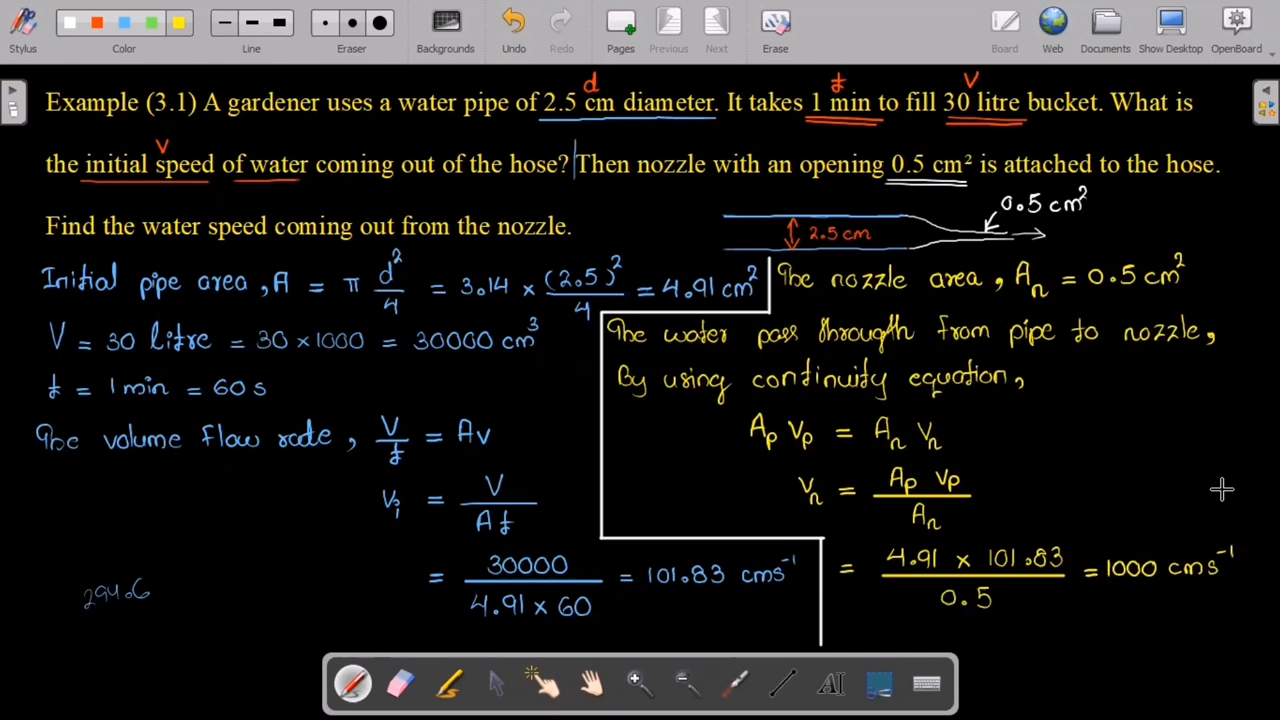 Stylus Color Line Eraser Backgrounds Undo Redo Pages Previous Next Erase Board Web Documents Show Desktop OpenBoard
d t V
Example (3.1) A gardener uses a water pipe of 2.5 cm diameter. It takes 1 min to fill 30 litre bucket. What is
v
the initial speed of water coming out of the hose? Then nozzle with an opening 0.5 cm² is attached to the hose.
0.5 cm²
Find the water speed coming out from the nozzle.
2.5 cm
Initial pipe area, A = π d²/4 = 3.14 × (2.5)²/4 = 4.91 cm²
V = 30 litre = 30 × 1000 = 30000 cm³
t = 1 min = 60 s
The volume flow rate, V/t = Av
v₁ = V/At
= 30000/4.91 × 60 = 101.83 cms⁻¹
294.6
The nozzle area, Aₙ = 0.5 cm²
The water pass throughth from pipe to nozzle,
By using continuity equation,
Aₚ vₚ = Aₙ vₙ
vₙ = Aₚ vₚ/Aₙ
= 4.91 × 101.83/0.5 = 1000 cms⁻¹